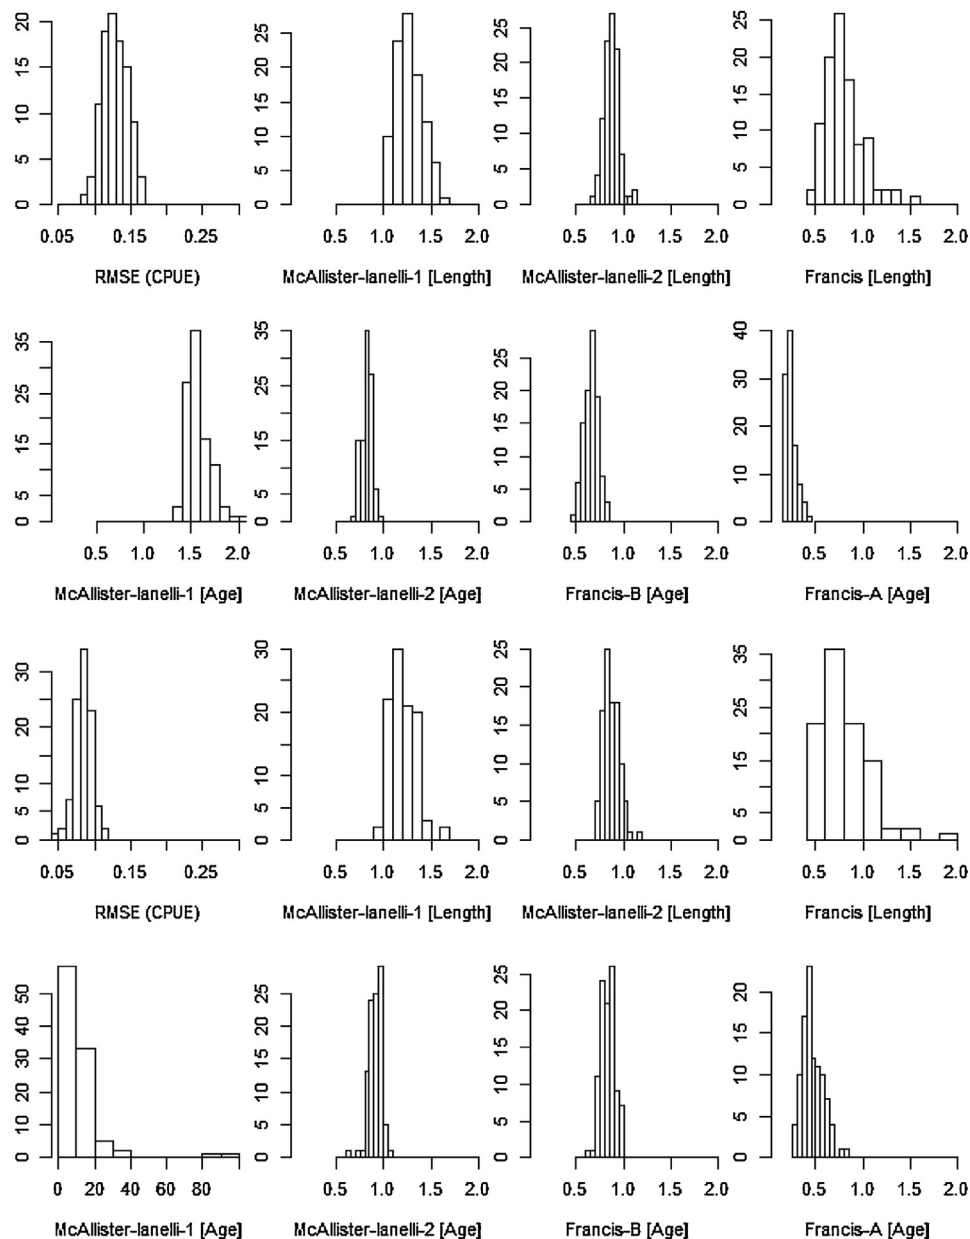 20
15
10
5
0
0.05 0.15 0.25
RMSE (CPUE)
25
20
15
10
5
0
0.5 1.0 1.5 2.0
McAllister-Ianelli-1 [Length]
25
20
15
10
5
0
0.5 1.0 1.5 2.0
McAllister-Ianelli-2 [Length]
25
20
15
10
5
0
0.5 1.0 1.5 2.0
Francis [Length]
35
25
15
5
0
0.5 1.0 1.5 2.0
McAllister-Ianelli-1 [Age]
35
25
15
5
0
0.5 1.0 1.5 2.0
McAllister-Ianelli-2 [Age]
25
20
15
10
5
0
0.5 1.0 1.5 2.0
Francis-B [Age]
40
30
20
10
0
0.5 1.0 1.5 2.0
Francis-A [Age]
30
20
10
5
0
0.05 0.15 0.25
RMSE (CPUE)
30
25
20
15
10
5
0
0.5 1.0 1.5 2.0
McAllister-Ianelli-1 [Length]
25
20
15
10
5
0
0.5 1.0 1.5 2.0
McAllister-Ianelli-2 [Length]
35
25
15
5
0
0.5 1.0 1.5 2.0
Francis [Length]
50
40
30
20
10
0
0 20 40 60 80
McAllister-Ianelli-1 [Age]
25
20
15
10
5
0
0.5 1.0 1.5 2.0
McAllister-Ianelli-2 [Age]
25
20
15
10
5
0
0.5 1.0 1.5 2.0
Francis-B [Age]
20
15
10
5
0
0.5 1.0 1.5 2.0
Francis-A [Age]